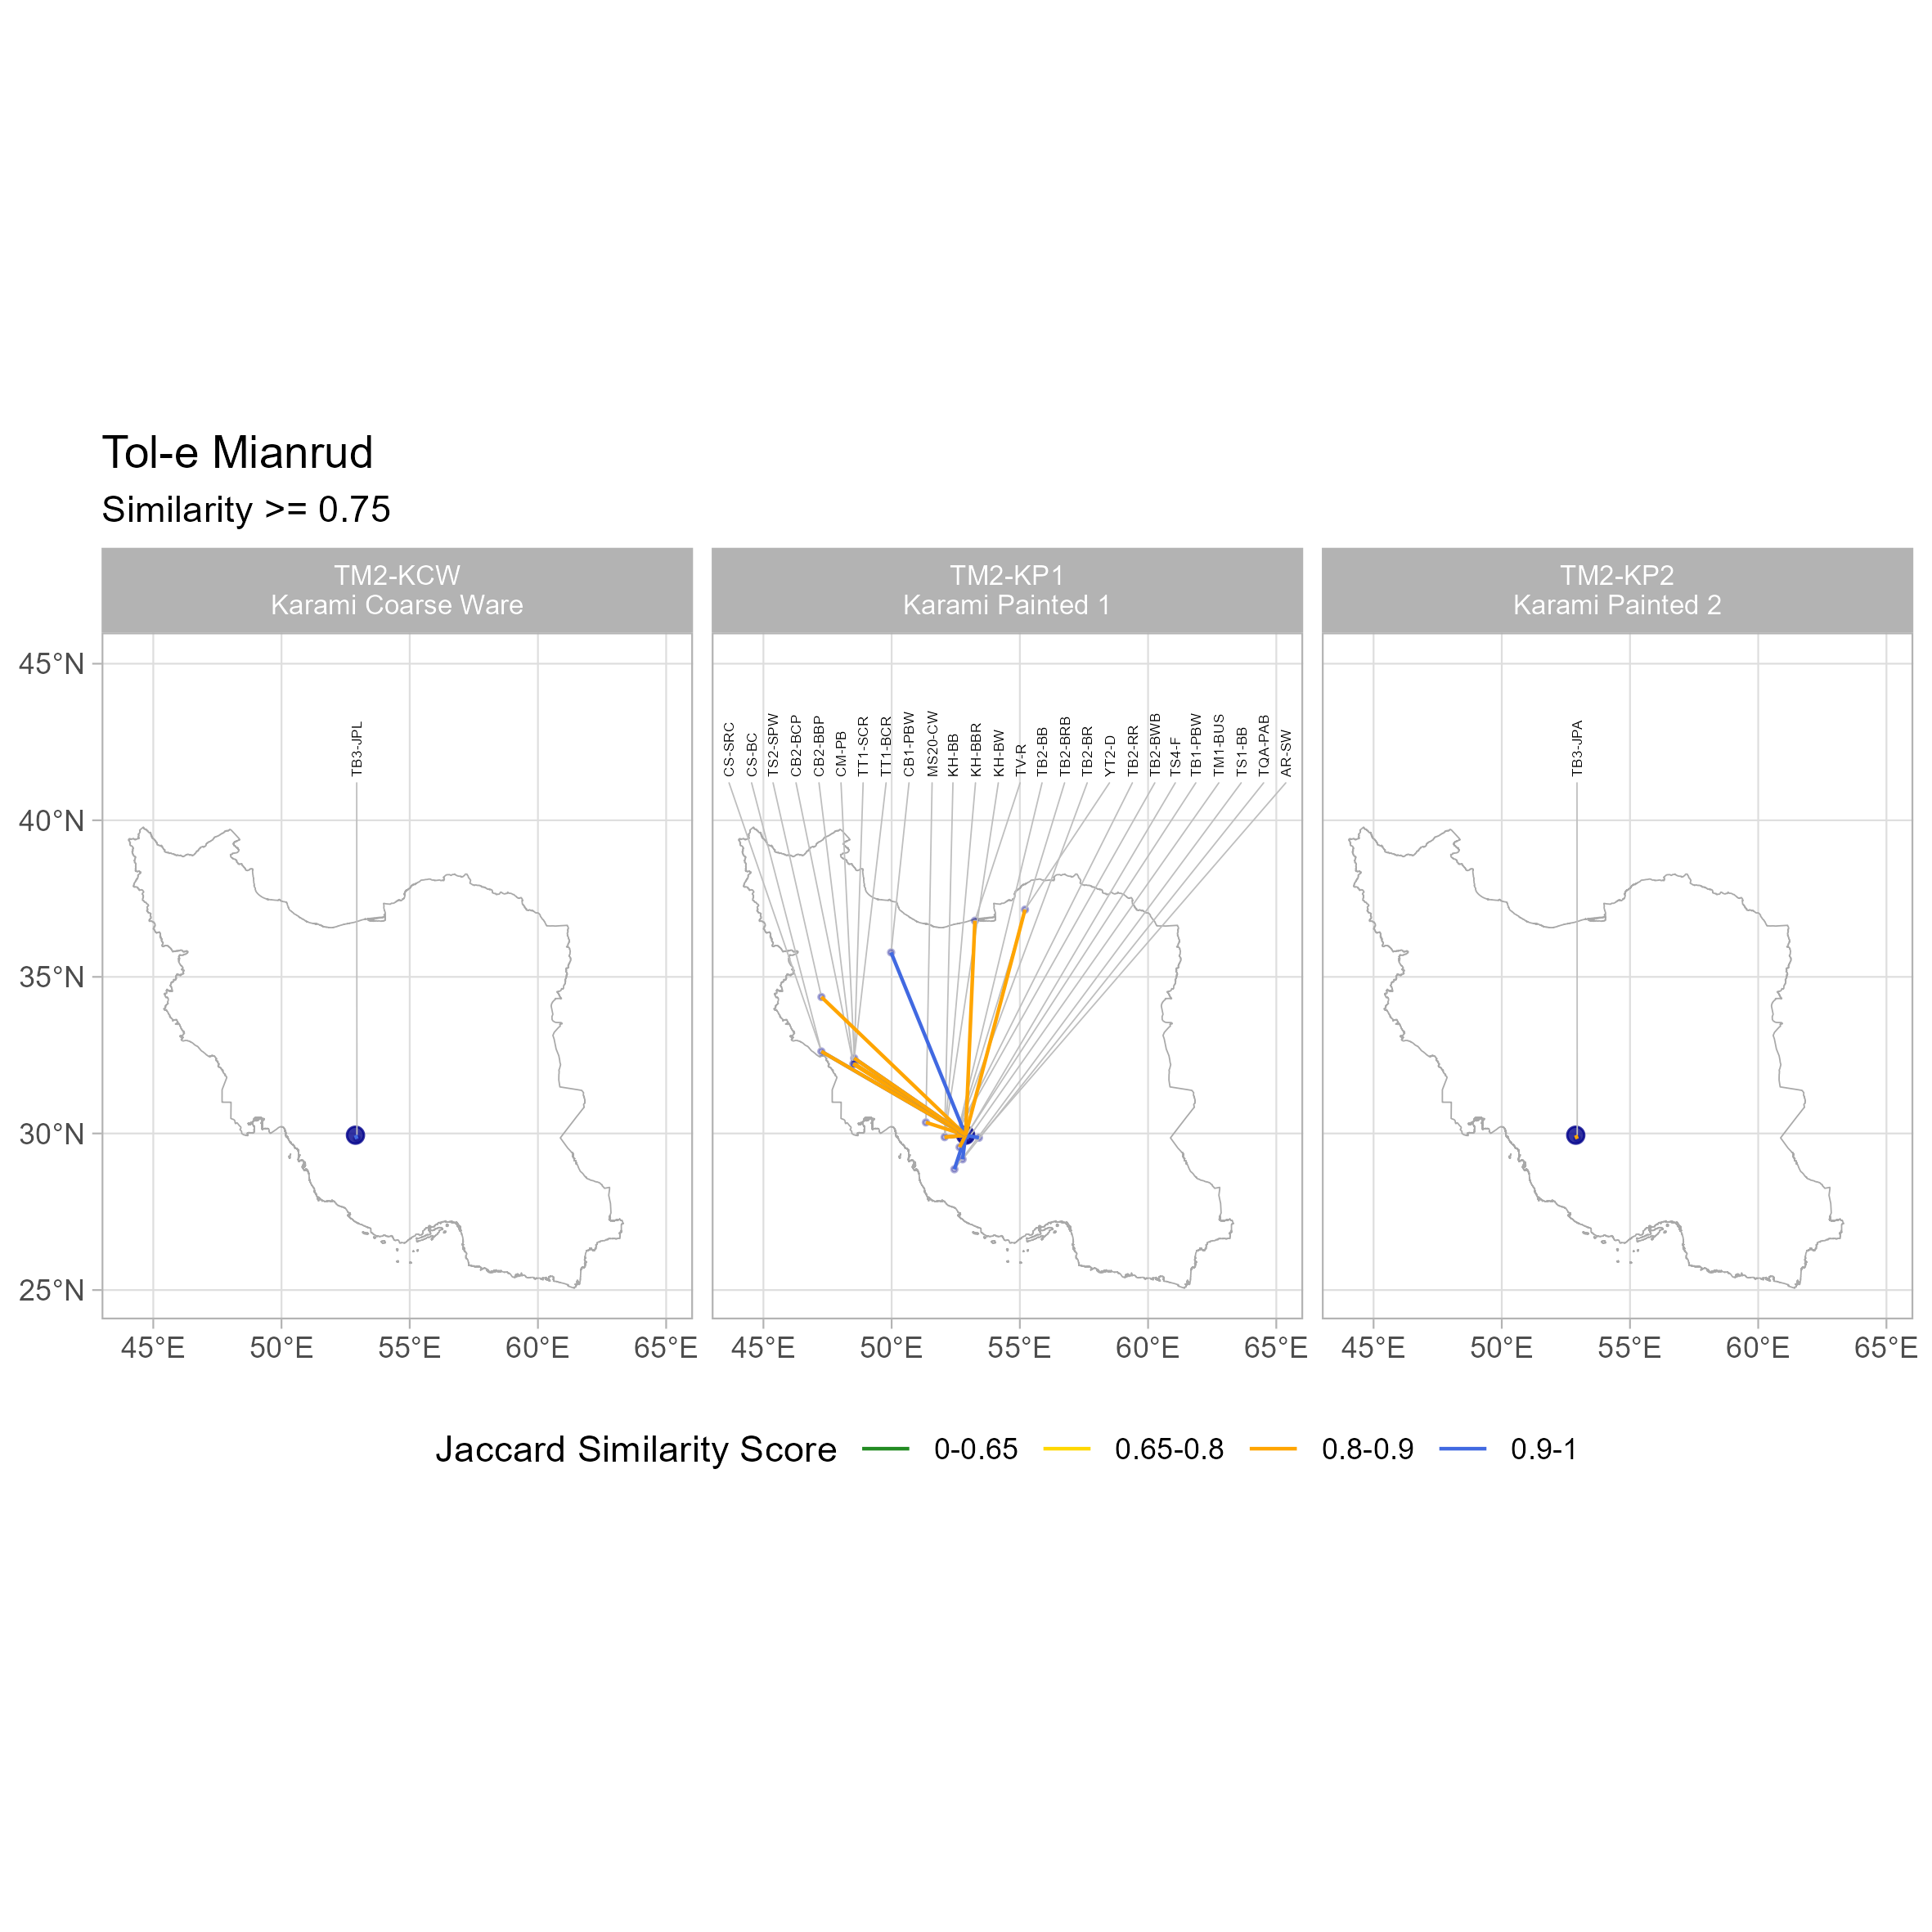 Tol-e Mianrud
Similarity >= 0.75
TM2-KCW
Karami Coarse Ware
TM2-KP1
Karami Painted 1
TM2-KP2
Karami Painted 2
45°N
40°N
35°N
30°N
25°N
TB3-JPL
CS-SRC
CS-BC
TS2-SPW
CB2-BCP
CB2-BBP
CM-PB
TT1-SCR
TT1-BCR
CB1-PBW
MS20-CW
KH-BB
KH-BBR
KH-BW
TV-R
TB2-BB
TB2-BRB
TB2-BR
YT2-D
TB2-RR
TB2-BWB
TS4-F
TB1-PBW
TM1-BUS
TS1-BB
TQA-PAB
AR-SW
TB3-JPA
45°E 50°E 55°E 60°E 65°E
45°E 50°E 55°E 60°E 65°E
45°E 50°E 55°E 60°E 65°E
Jaccard Similarity Score 0-0.65 0.65-0.8 0.8-0.9 0.9-1